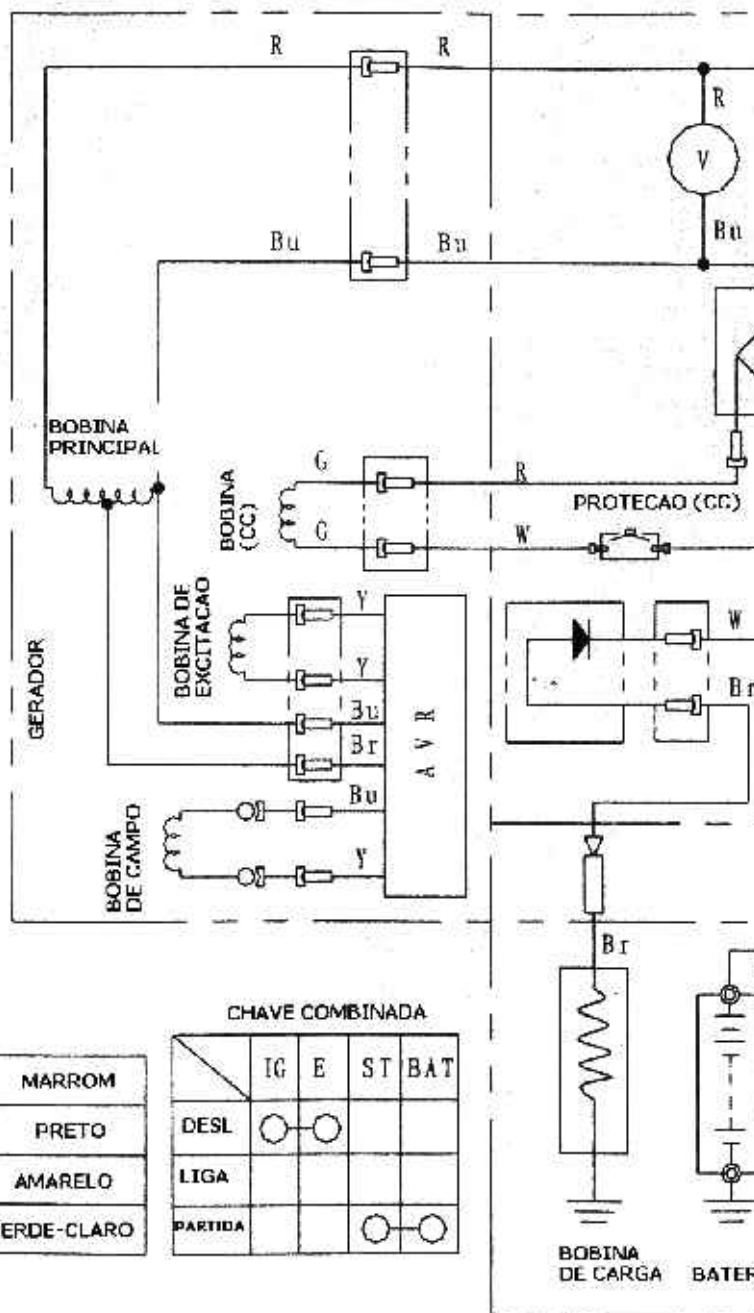 R
R
R
V
Bu
Bu
Bu
BOBINA
PRINCIPAL
BOBINA
(CC)
G
R
G
W
PROTECAO (CC)
BOBINA DE
EXCITACAO
Y
Y
Bu
Br
AVR
W
Br
GERADOR
BOBINA
DE CAMPO
Bu
Y
Br
CHAVE COMBINADA
IG E ST BAT
DESL
LIGA
PARTIDA
MARROM
PRETO
AMARELO
ERDE-CLARO
BOBINA
DE CARGA
BATER